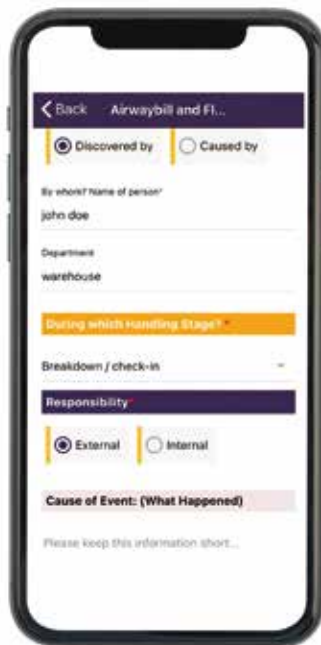 Back Airwaybill and Fl...
Discovered by Caused by
By whom? Name of person*
john doe
Department
warehouse
During which Handling Stage? *
Breakdown / check-in
Responsibility*
External Internal
Cause of Event: (What Happened)
Please keep this information short...